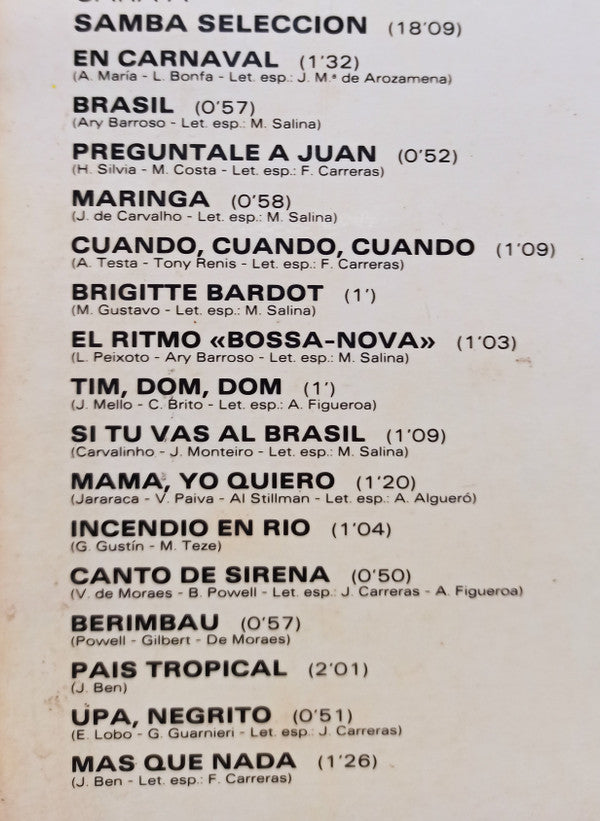 SAMBA SELECCION (18'09)
EN CARNAVAL (1'32)
(A. María - L. Bonfa - Let. esp.: J. M.ª de Arozamena)
BRASIL (0'57)
(Ary Barroso - Let. esp.: M. Salina)
PREGUNTALE A JUAN (0'52)
(H. Silvia - M. Costa - Let. esp.: F. Carreras)
MARINGA (0'58)
(J. de Carvalho - Let. esp.: M. Salina)
CUANDO, CUANDO, CUANDO (1'09)
(A. Testa - Tony Renis - Let. esp.: F. Carreras)
BRIGITTE BARDOT (1')
(M. Gustavo - Let. esp.: M. Salina)
EL RITMO «BOSSA-NOVA» (1'03)
(L. Peixoto - Ary Barroso - Let. esp.: M. Salina)
TIM, DOM, DOM (1')
(J. Mello - C. Brito - Let. esp.: A. Figueroa)
SI TU VAS AL BRASIL (1'09)
(Carvalinho - J. Monteiro - Let. esp.: M. Salina)
MAMA, YO QUIERO (1'20)
(Jararaca - V. Paiva - Al Stillman - Let. esp.: A. Algueró)
INCENDIO EN RIO (1'04)
(G. Gustín - M. Teze)
CANTO DE SIRENA (0'50)
(V. de Moraes - B. Powell - Let. esp.: J. Carreras - A. Figueroa)
BERIMBAU (0'57)
(Powell - Gilbert - De Moraes)
PAIS TROPICAL (2'01)
(J. Ben)
UPA, NEGRITO (0'51)
(E. Lobo - G. Guarnieri - Let. esp.: J. Carreras)
MAS QUE NADA (1'26)
(J. Ben - Let. esp.: F. Carreras)